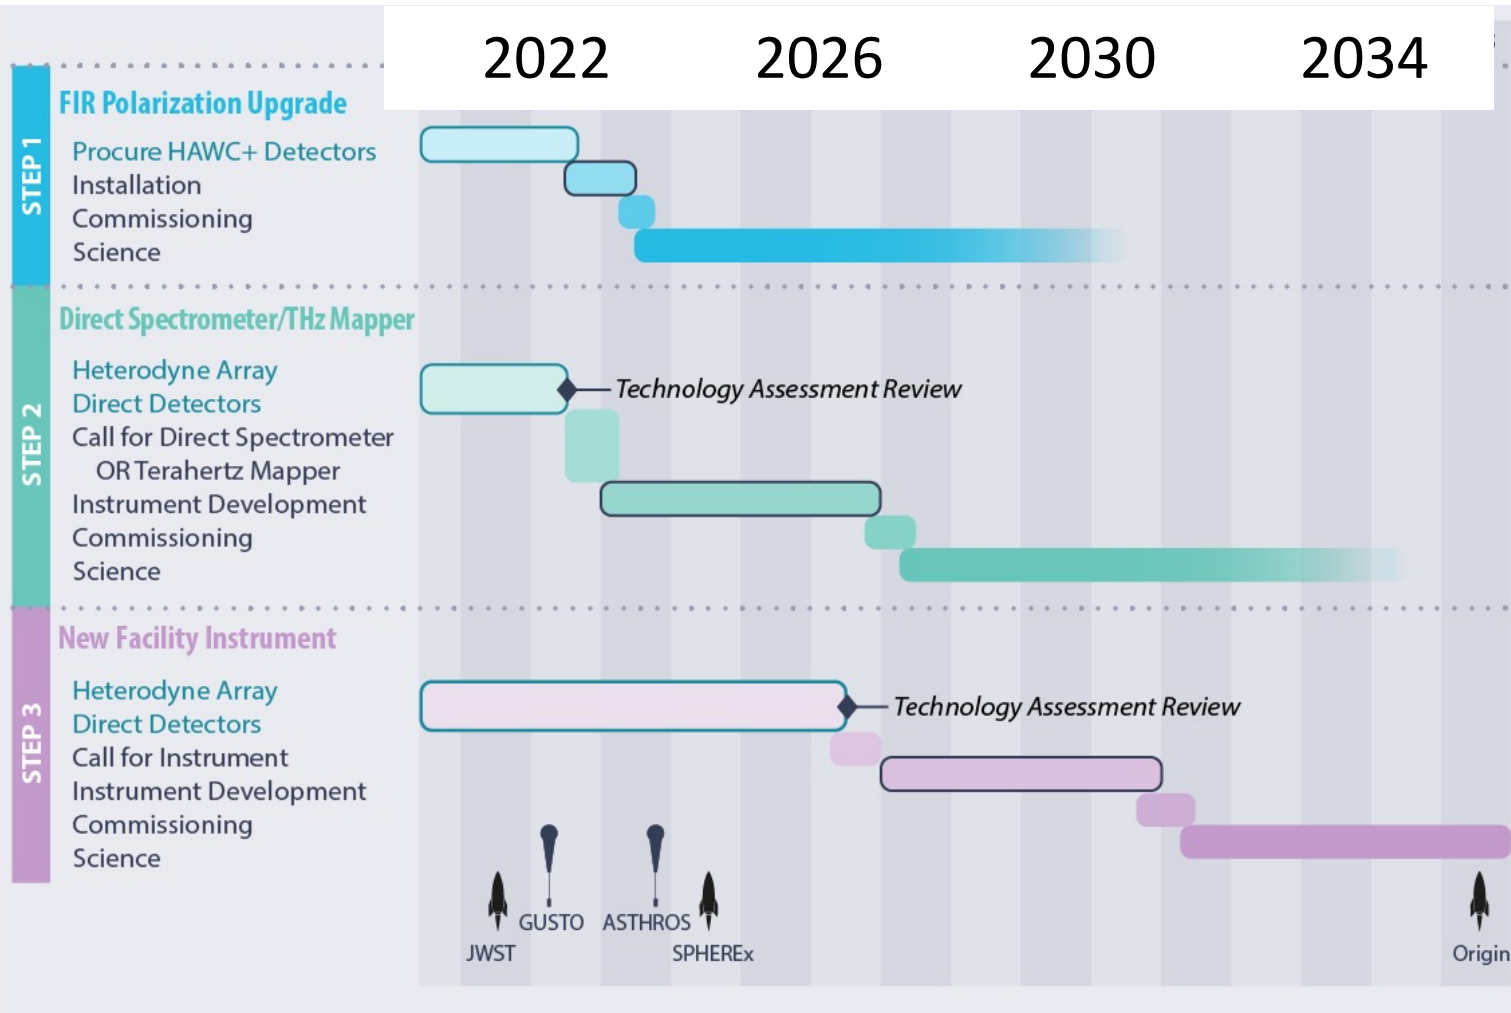 2022 2026 2030 2034
STEP 1
FIR Polarization Upgrade
Procure HAWC+ Detectors
Installation
Commissioning
Science
STEP 2
Direct Spectrometer/THz Mapper
Heterodyne Array
Direct Detectors
Technology Assessment Review
Call for Direct Spectrometer
OR Terahertz Mapper
Instrument Development
Commissioning
Science
STEP 3
New Facility Instrument
Heterodyne Array
Direct Detectors
Technology Assessment Review
Call for Instrument
Instrument Development
Commissioning
Science
GUSTO ASTHROS
JWST SPHEREx Origin